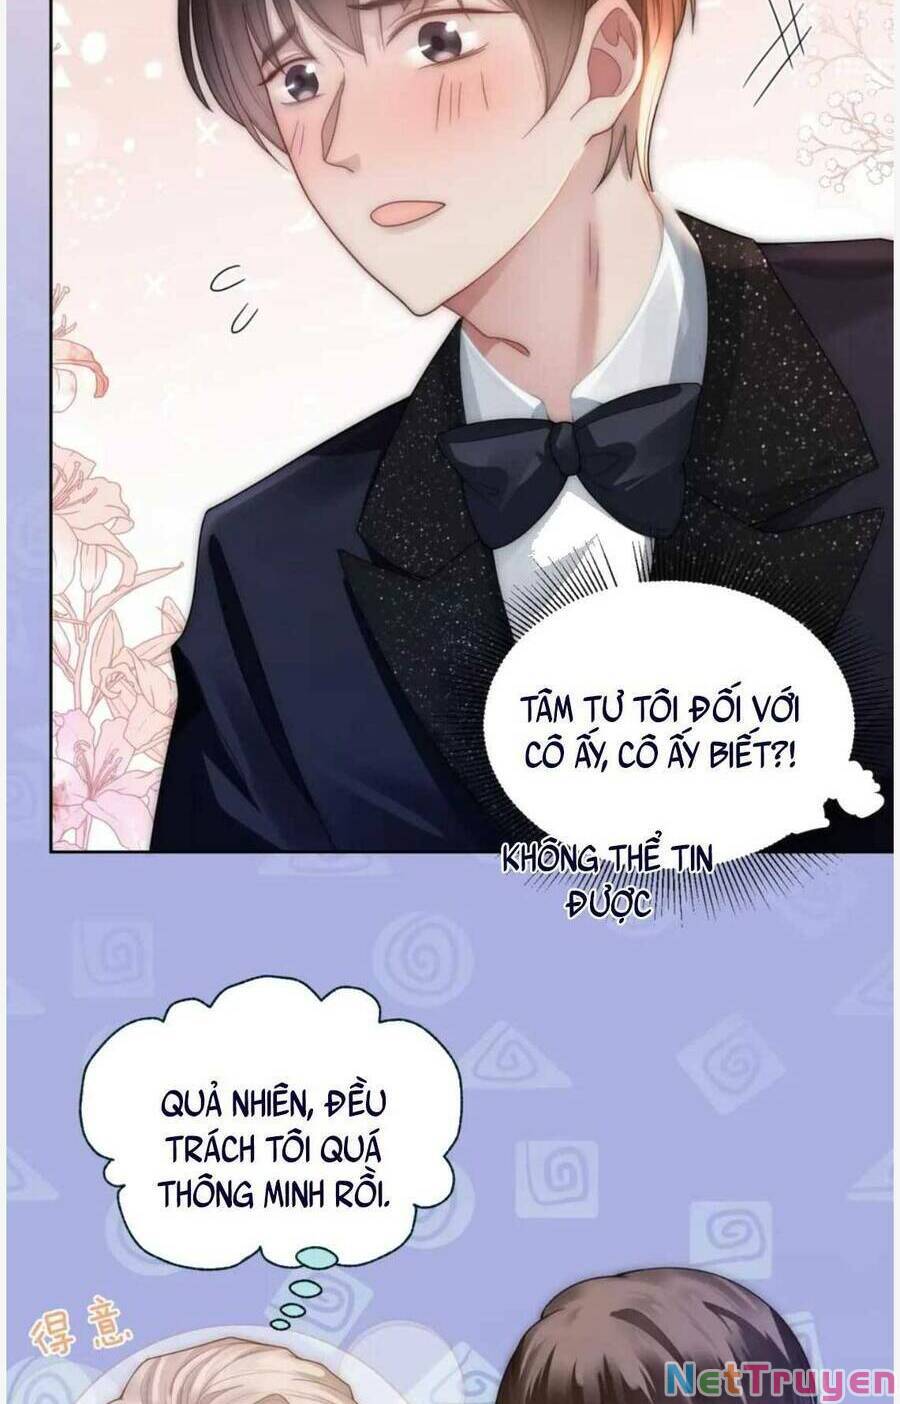 TÂM TƯ TÔI ĐỐI VỚI
CÔ ẤY, CÔ ẤY BIẾT?!
KHÔNG THỂ TIN
ĐƯỢC
QUẢ NHIÊN, ĐỀU
TRÁCH TÔI QUÁ
THÔNG MINH RỒI.
得意
NetTruyen